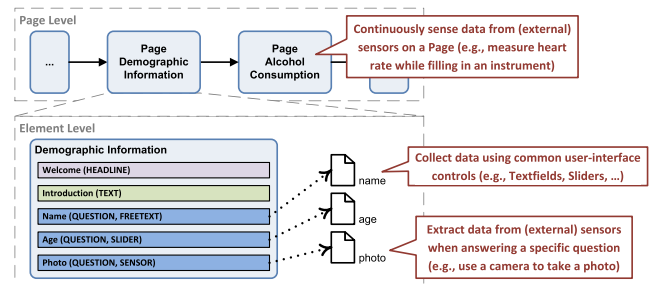 Page Level
Continuously sense data from (external)
sensors on a Page (e.g., measure heart
rate while filling in an instrument)
...
Page
Demographic
Information
Page
Alcohol
Consumption
Element Level
Demographic Information
Welcome (HEADLINE)
Introduction (TEXT)
Name (QUESTION, FREETEXT)
Age (QUESTION, SLIDER)
Photo (QUESTION, SENSOR)
name
age
photo
Collect data using common user-interface
controls (e.g., Textfields, Sliders, ...)
Extract data from (external) sensors
when answering a specific question
(e.g., use a camera to take a photo)